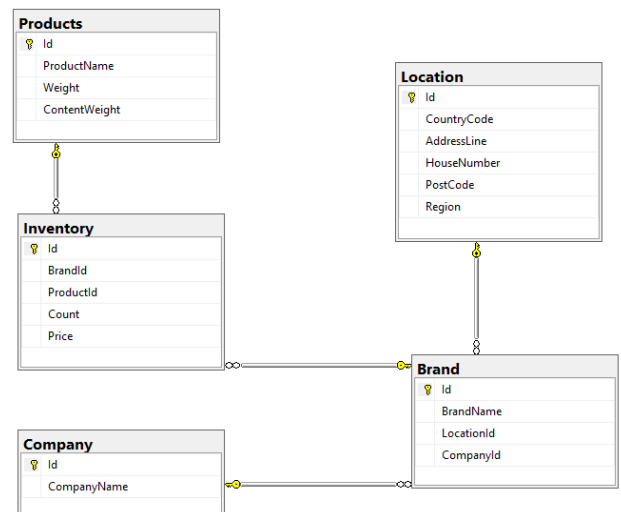 Products
Id
ProductName
Weight
ContentWeight
Location
Id
CountryCode
AddressLine
HouseNumber
PostCode
Region
Inventory
Id
BrandId
ProductId
Count
Price
Brand
Id
BrandName
LocationId
CompanyId
Company
Id
CompanyName